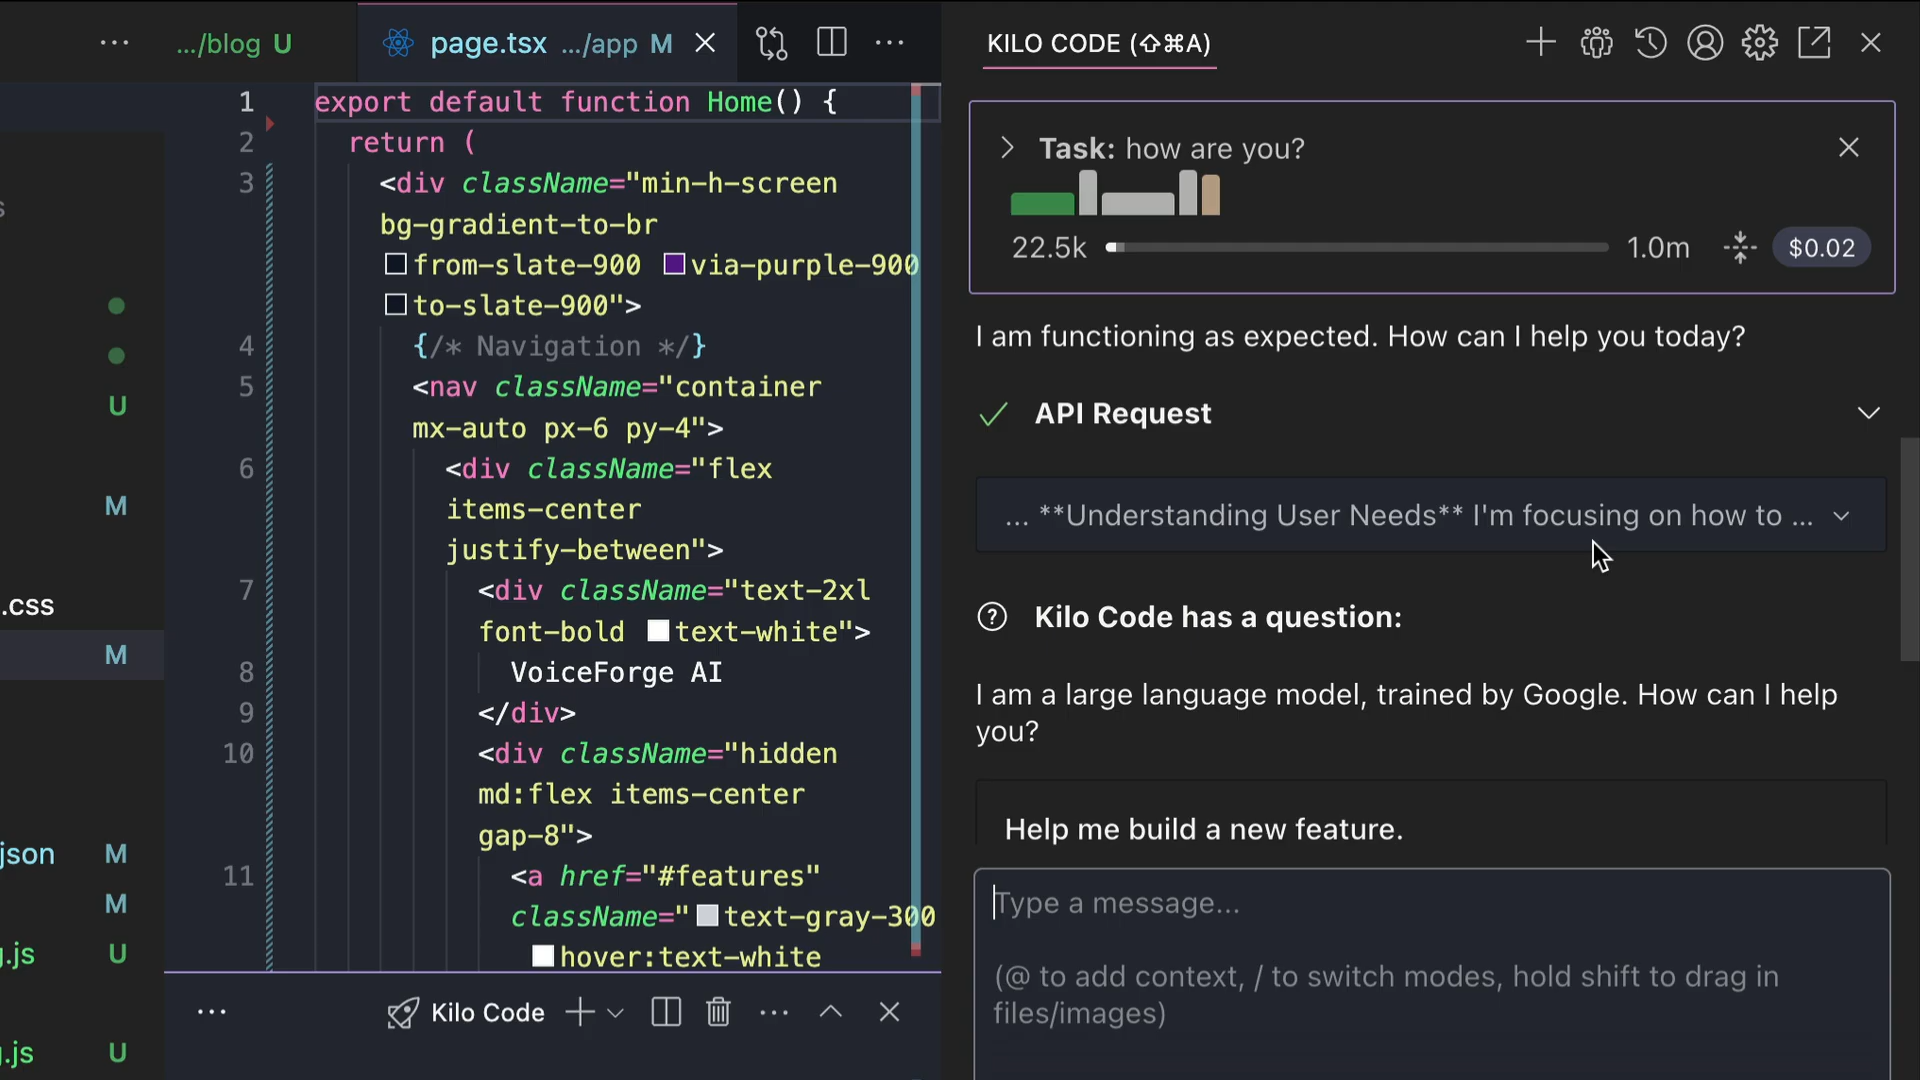 .../blog U
page.tsx .../app M
1 export default function Home() {
2 return (
3 <div className="min-h-screen
bg-gradient-to-br
from-slate-900 via-purple-900
to-slate-900">
4 {/* Navigation */}
5 <nav className="container
mx-auto px-6 py-4">
6 <div className="flex
items-center
justify-between">
7 <div className="text-2xl
font-bold text-white">
8 VoiceForge AI
9 </div>
10 <div className="hidden
md:flex items-center
gap-8">
11 <a href="#features"
className="text-gray-300
hover:text-white
s
U
M
.css
M
json M
M
g.js U
g.js U
Kilo Code
KILO CODE (⇧⌘A)
Task: how are you?
22.5k 1.0m $0.02
I am functioning as expected. How can I help you today?
API Request
... **Understanding User Needs** I'm focusing on how to ...
Kilo Code has a question:
I am a large language model, trained by Google. How can I help
you?
Help me build a new feature.
Type a message...
(@ to add context, / to switch modes, hold shift to drag in
files/images)